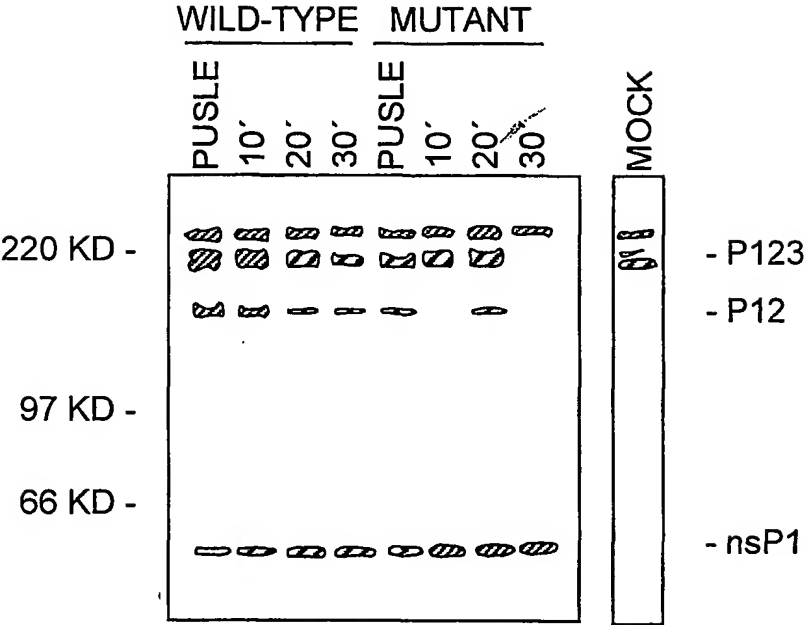 WILD-TYPE MUTANT
PUSLE 10´ 20´ 30´ PUSLE 10´ 20´ 30 MOCK
220 KD - - P123
- P12
97 KD -
66 KD -
- nsP1